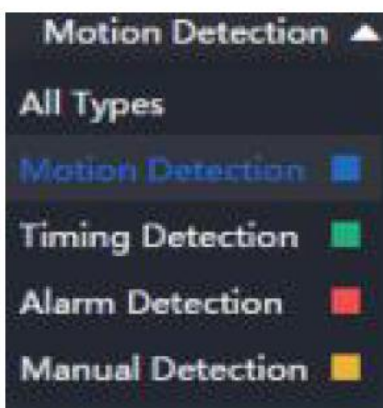 Motion Detection
All Types
Motion Detection
Timing Detection
Alarm Detection
Manual Detection